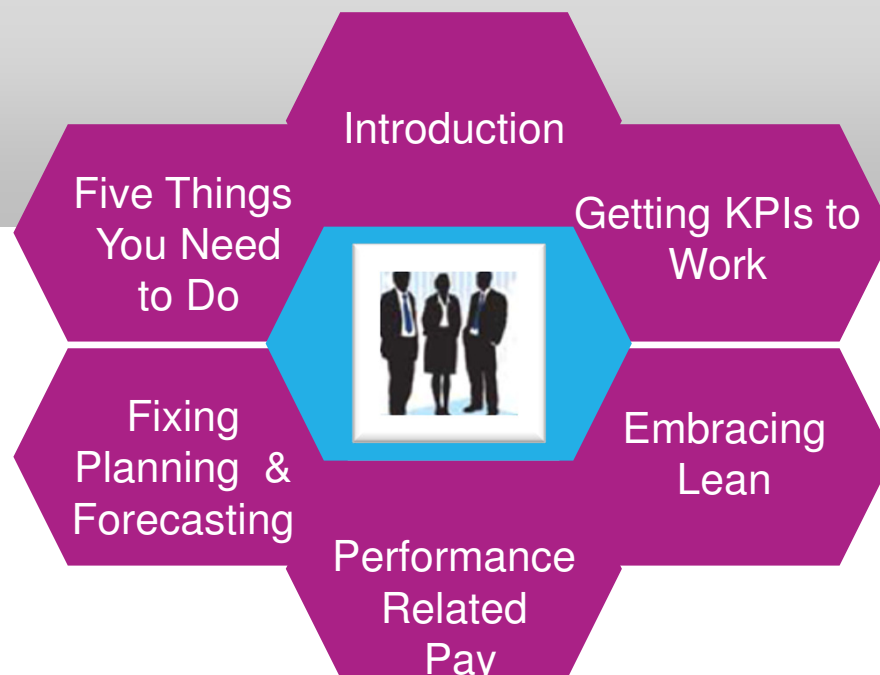 Introduction
Getting KPIs to
Work
Embracing
Lean
Performance
Related
Pay
Fixing
Planning &
Forecasting
Five Things
You Need
to Do